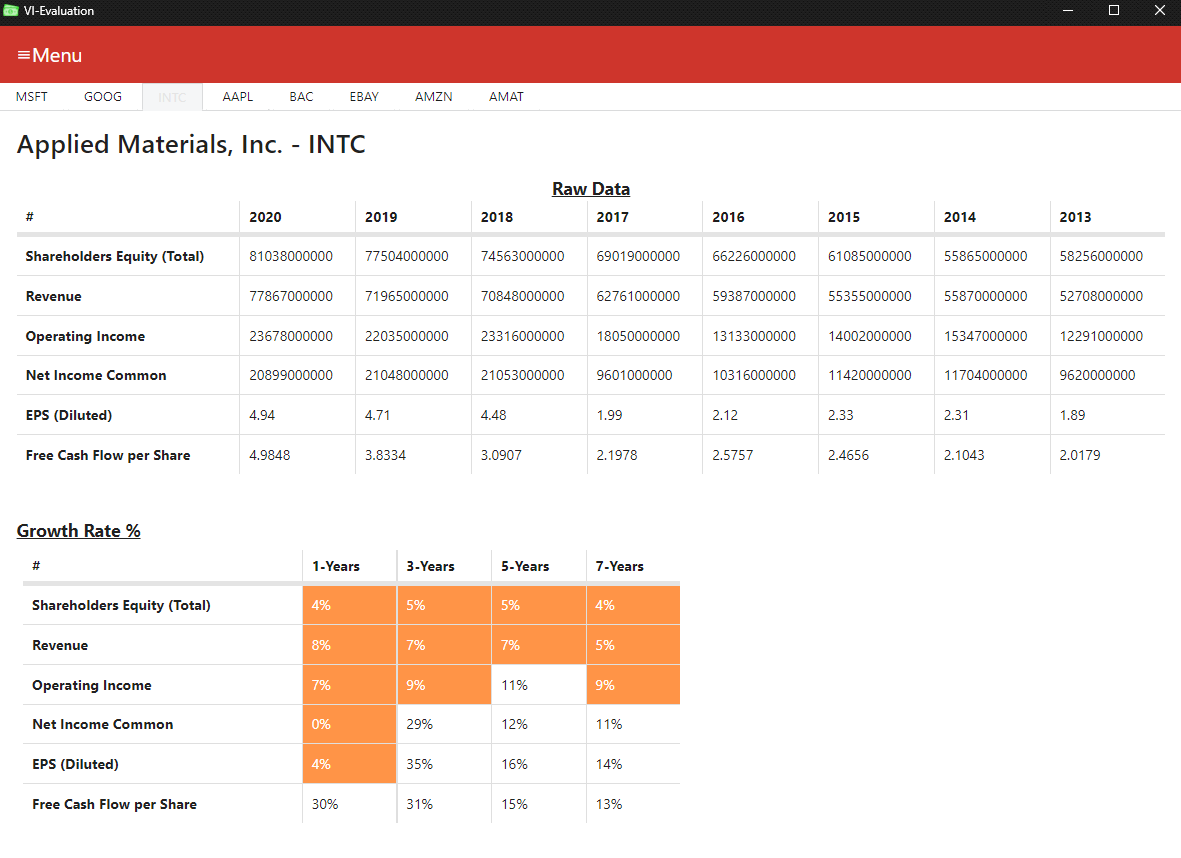 VI-Evaluation
≡Menu
MSFT GOOG INTC AAPL BAC EBAY AMZN AMAT
Applied Materials, Inc. - INTC
Raw Data
# 2020 2019 2018 2017 2016 2015 2014 2013
Shareholders Equity (Total) 81038000000 77504000000 74563000000 69019000000 66226000000 61085000000 55865000000 58256000000
Revenue 77867000000 71965000000 70848000000 62761000000 59387000000 55355000000 55870000000 52708000000
Operating Income 23678000000 22035000000 23316000000 18050000000 13133000000 14002000000 15347000000 12291000000
Net Income Common 20899000000 21048000000 21053000000 9601000000 10316000000 11420000000 11704000000 9620000000
EPS (Diluted) 4.94 4.71 4.48 1.99 2.12 2.33 2.31 1.89
Free Cash Flow per Share 4.9848 3.8334 3.0907 2.1978 2.5757 2.4656 2.1043 2.0179
Growth Rate %
# 1-Years 3-Years 5-Years 7-Years
Shareholders Equity (Total) 4% 5% 5% 4%
Revenue 8% 7% 7% 5%
Operating Income 7% 9% 11% 9%
Net Income Common 0% 29% 12% 11%
EPS (Diluted) 4% 35% 16% 14%
Free Cash Flow per Share 30% 31% 15% 13%